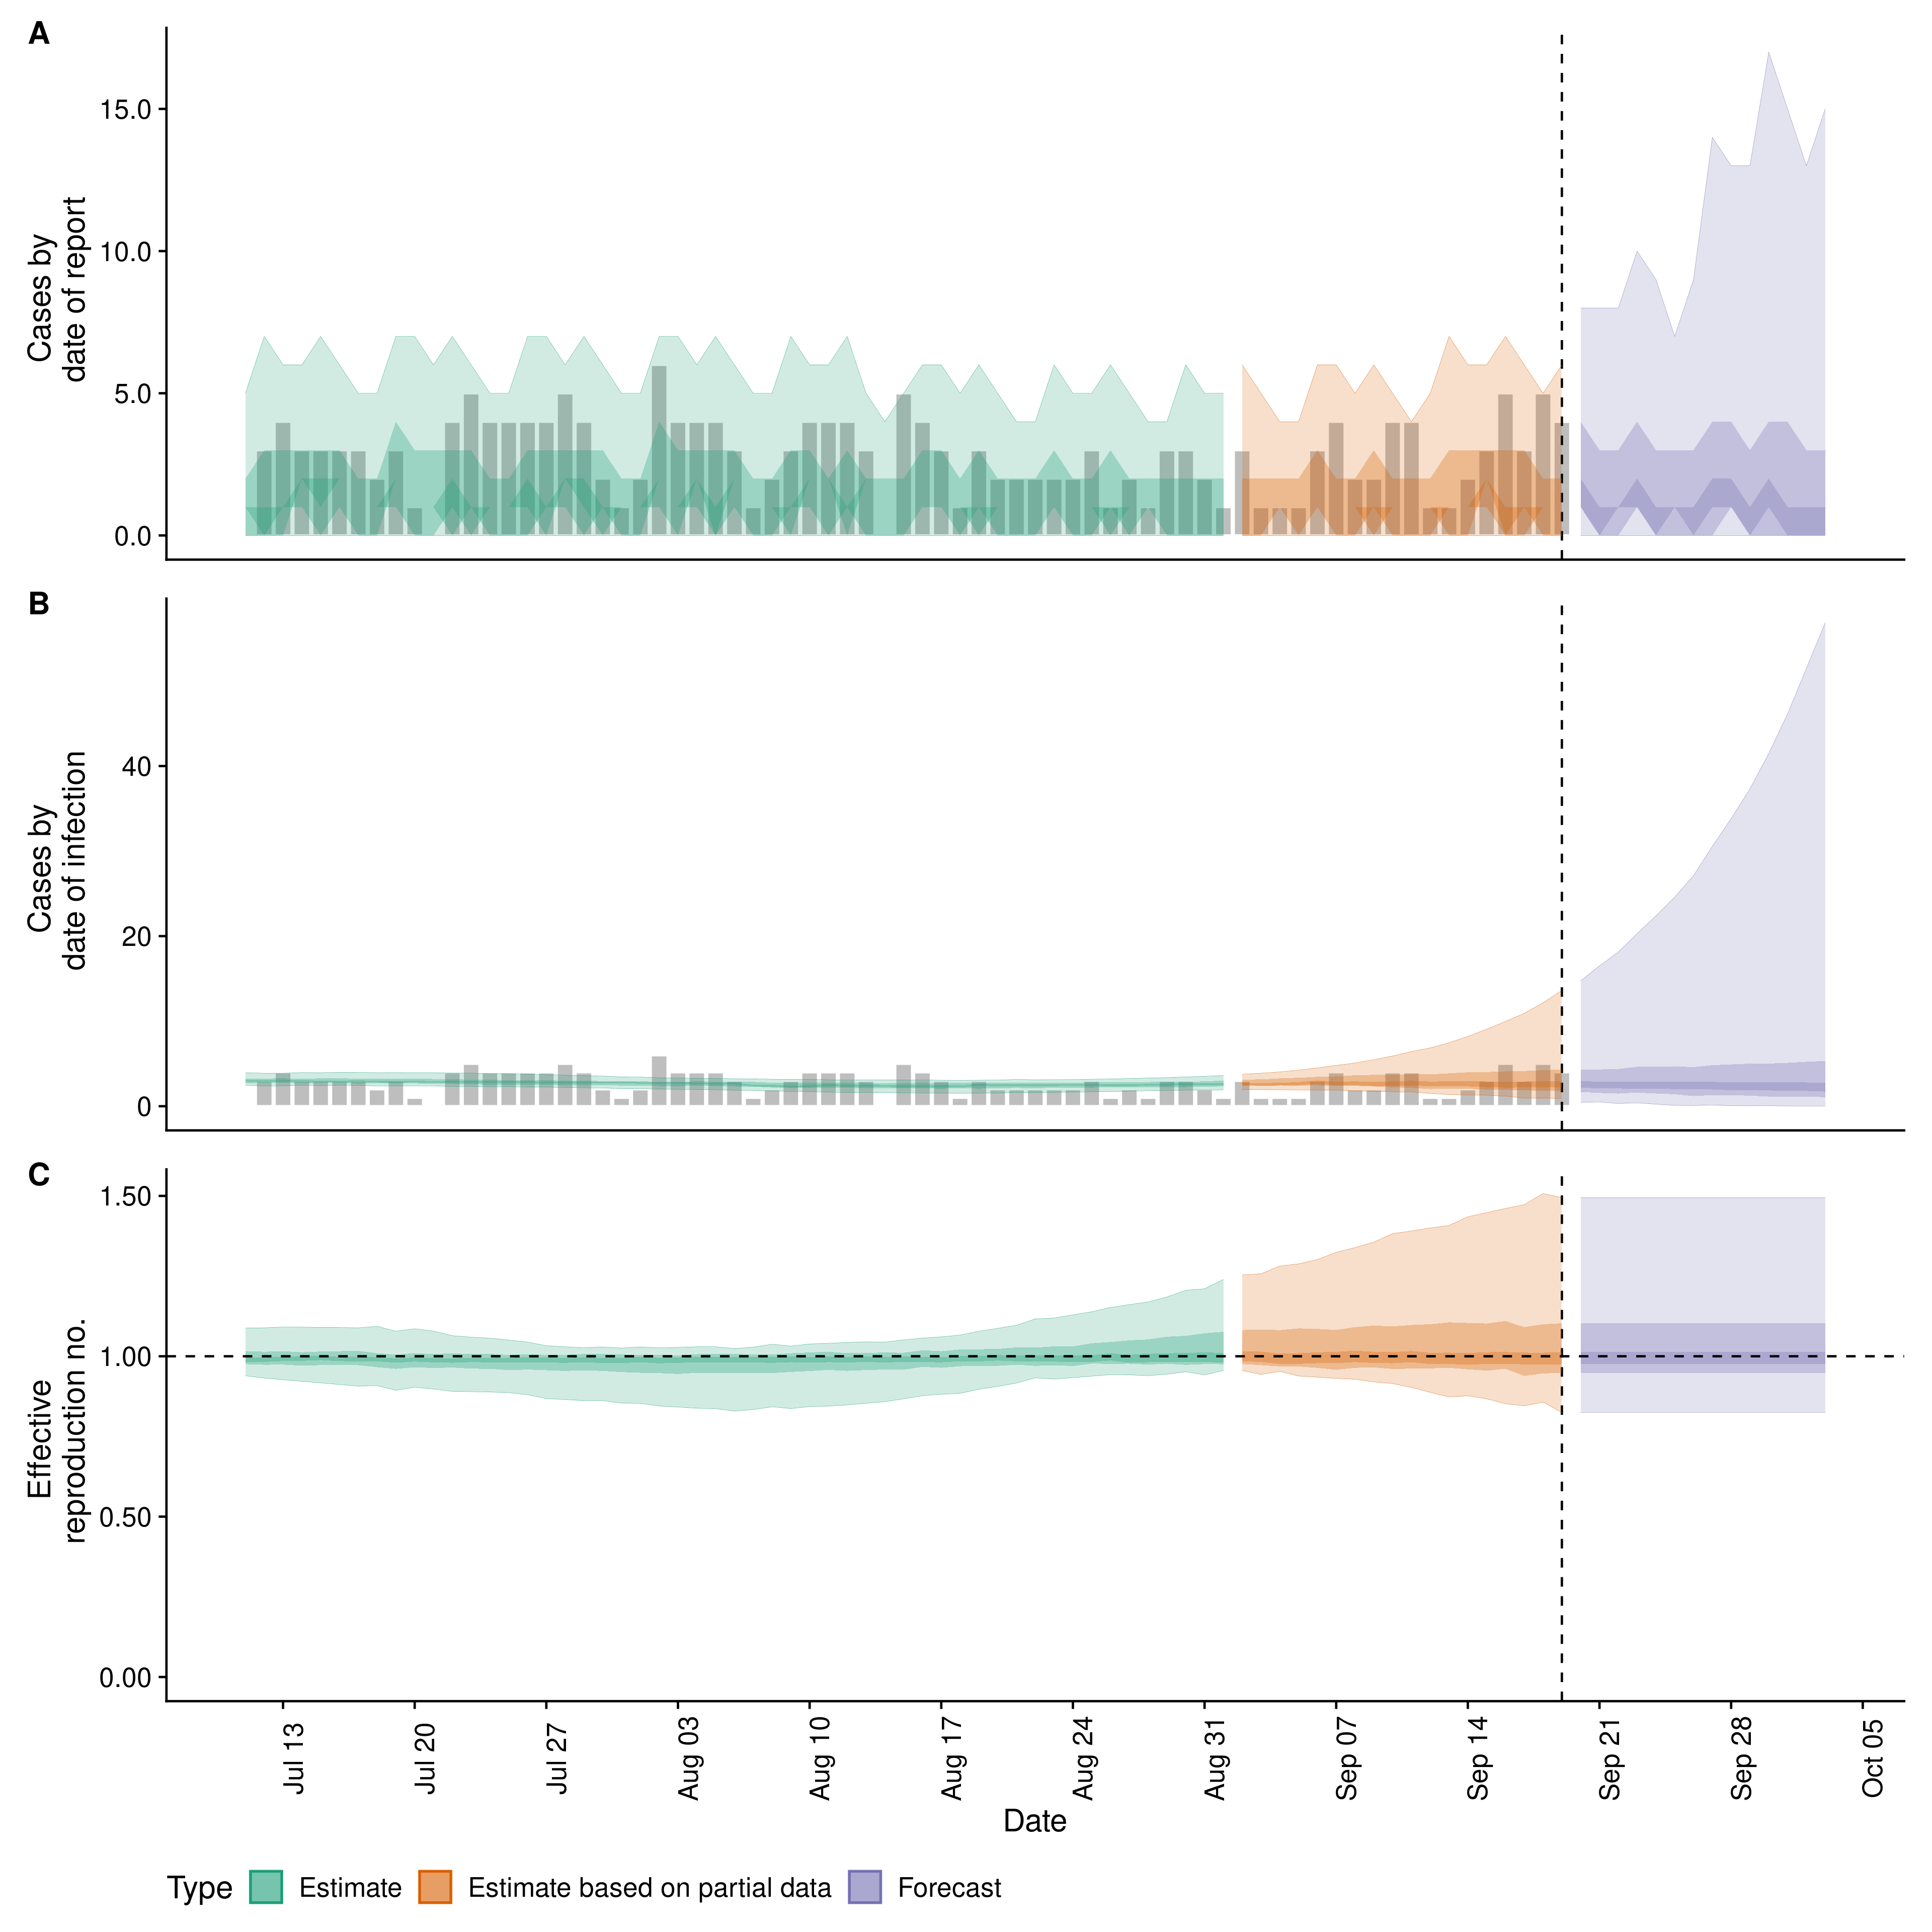 A
Cases by
date of report
15.0
10.0
5.0
0.0
B
Cases by
date of infection
40
20
0
C
Effective
reproduction no.
1.50
1.00
0.50
0.00
Jul 13
Jul 20
Jul 27
Aug 03
Aug 10
Aug 17
Aug 24
Aug 31
Sep 07
Sep 14
Sep 21
Sep 28
Oct 05
Date
Type Estimate Estimate based on partial data Forecast